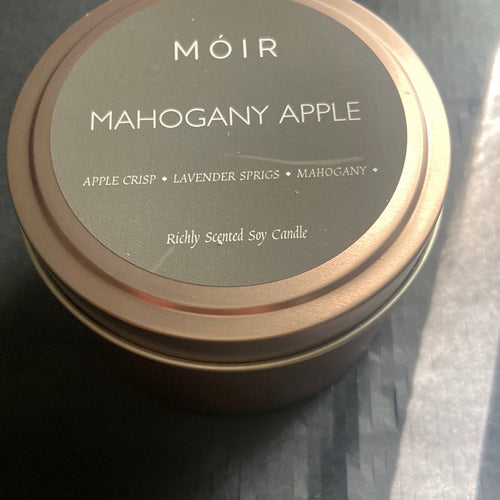 MÓIR
MAHOGANY APPLE
APPLE CRISP ◆ LAVENDER SPRIGS ◆ MAHOGANY ◆
Richly Scented Soy Candle